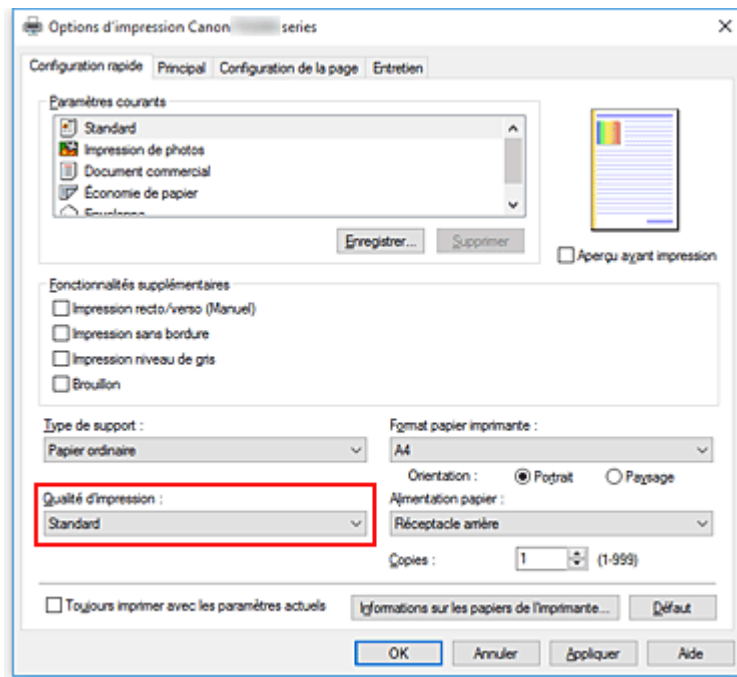 Options d'impression Canon series
Configuration rapide Principal Configuration de la page Entretien
Paramètres courants
Standard
Impression de photos
Document commercial
Économie de papier
Enregistrer... Supprimer
Aperçu avant impression
Fonctionnalités supplémentaires
Impression recto/verso (Manuel)
Impression sans bordure
Impression niveau de gris
Brouillon
Type de support : Format papier imprimante :
Papier ordinaire A4
Orientation : Portrait Paysage
Qualité d'impression : Alimentation papier :
Standard Réceptacle arrière
Copies : 1 (1-999)
Toujours imprimer avec les paramètres actuels Informations sur les papiers de l'imprimante... Défaut
OK Annuler Appliquer Aide